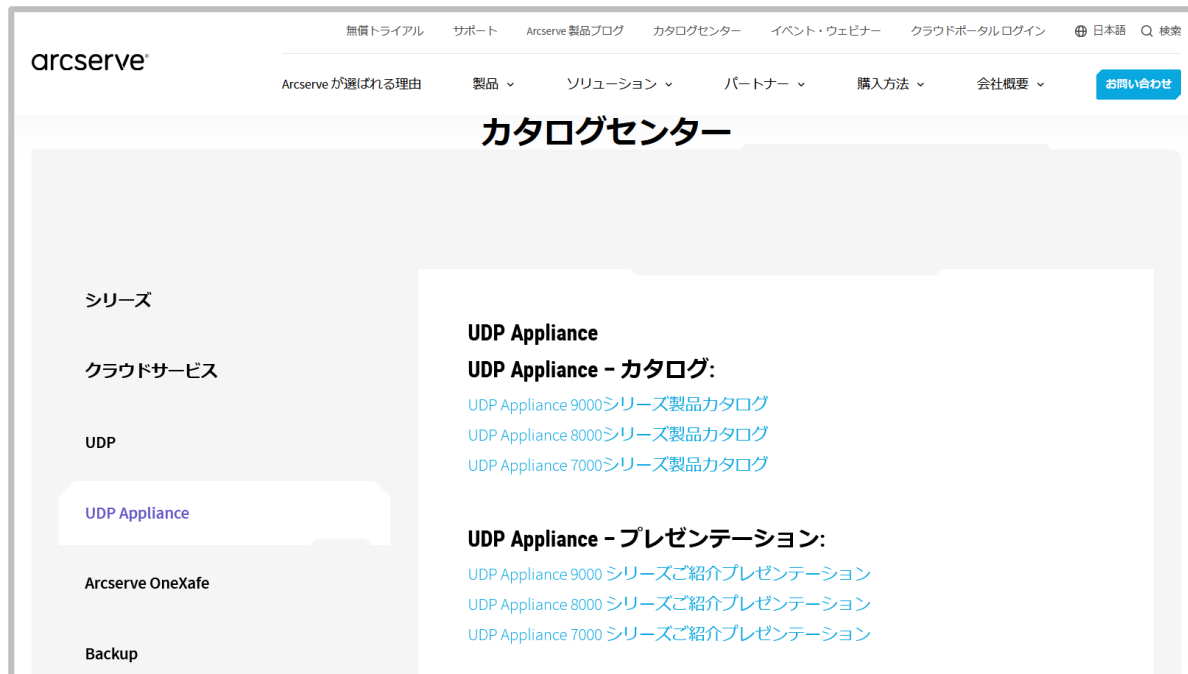 無償トライアル サポート Arcserve 製品ブログ カタログセンター イベント・ウェビナー クラウドポータル ログイン 日本語 検索
arcserve®
Arcserve が選ばれる理由 製品 ソリューション パートナー 購入方法 会社概要 お問い合わせ
カタログセンター
シリーズ
クラウドサービス
UDP
UDP Appliance
Arcserve OneXafe
Backup
UDP Appliance
UDP Appliance – カタログ:
UDP Appliance 9000シリーズ製品カタログ
UDP Appliance 8000シリーズ製品カタログ
UDP Appliance 7000シリーズ製品カタログ
UDP Appliance – プレゼンテーション:
UDP Appliance 9000 シリーズご紹介プレゼンテーション
UDP Appliance 8000 シリーズご紹介プレゼンテーション
UDP Appliance 7000 シリーズご紹介プレゼンテーション